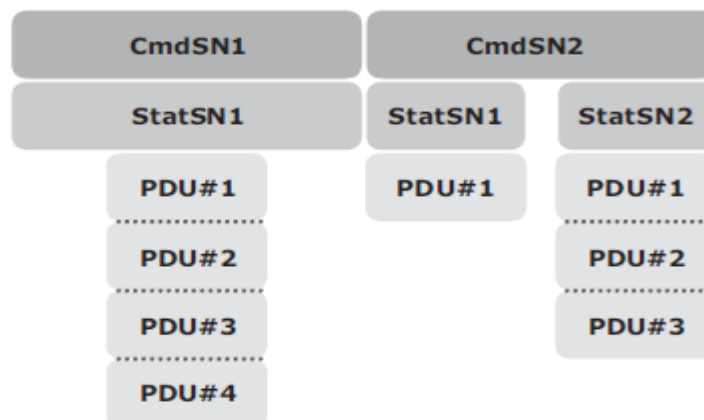 CmdSN1 CmdSN2
StatSN1 StatSN1 StatSN2
PDU#1 PDU#1 PDU#1
PDU#2 PDU#2
PDU#3 PDU#3
PDU#4